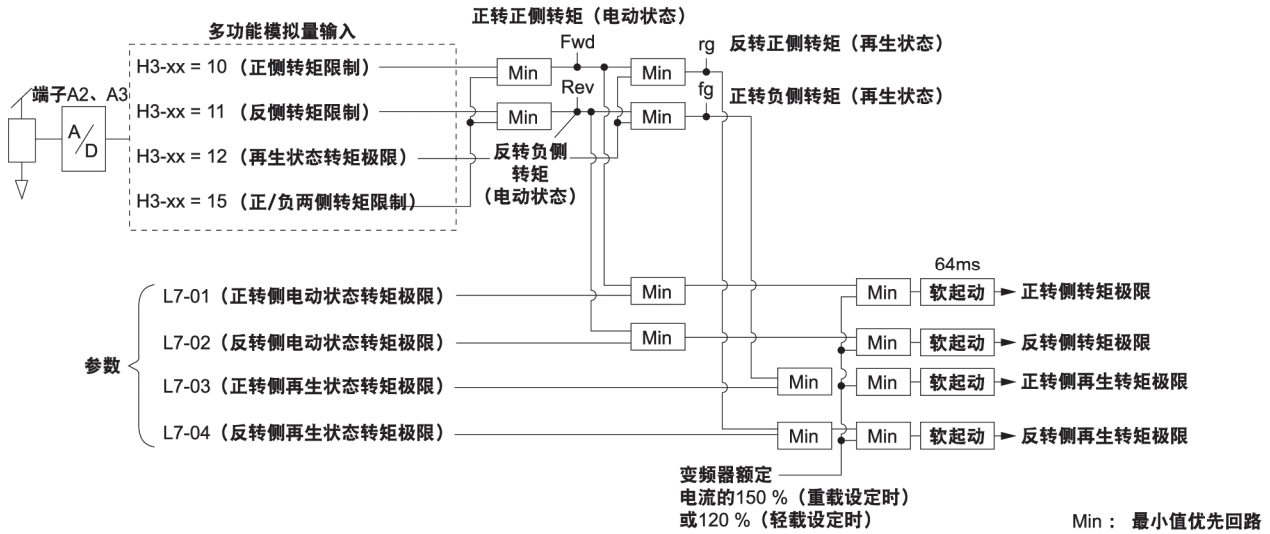 正转正侧转矩（电动状态）
多功能模拟量输入
Fwd
rg 反转正侧转矩（再生状态）
H3-xx = 10（正侧转矩限制）
Min
Min
端子A2、A3
Rev
fg 正转负侧转矩（再生状态）
H3-xx = 11（反侧转矩限制）
Min
Min
A/D
H3-xx = 12（再生状态转矩极限）
反转负侧
转矩
（电动状态）
H3-xx = 15（正/负两侧转矩限制）
64ms
L7-01（正转侧电动状态转矩极限）
Min
Min
软起动
正转侧转矩极限
L7-02（反转侧电动状态转矩极限）
Min
Min
软起动
反转侧转矩极限
参数
L7-03（正转侧再生状态转矩极限）
Min
Min
软起动
正转侧再生转矩极限
L7-04（反转侧再生状态转矩极限）
Min
Min
软起动
反转侧再生转矩极限
变频器额定
电流的150 %（重载设定时）
或120 %（轻载设定时）
Min： 最小值优先回路